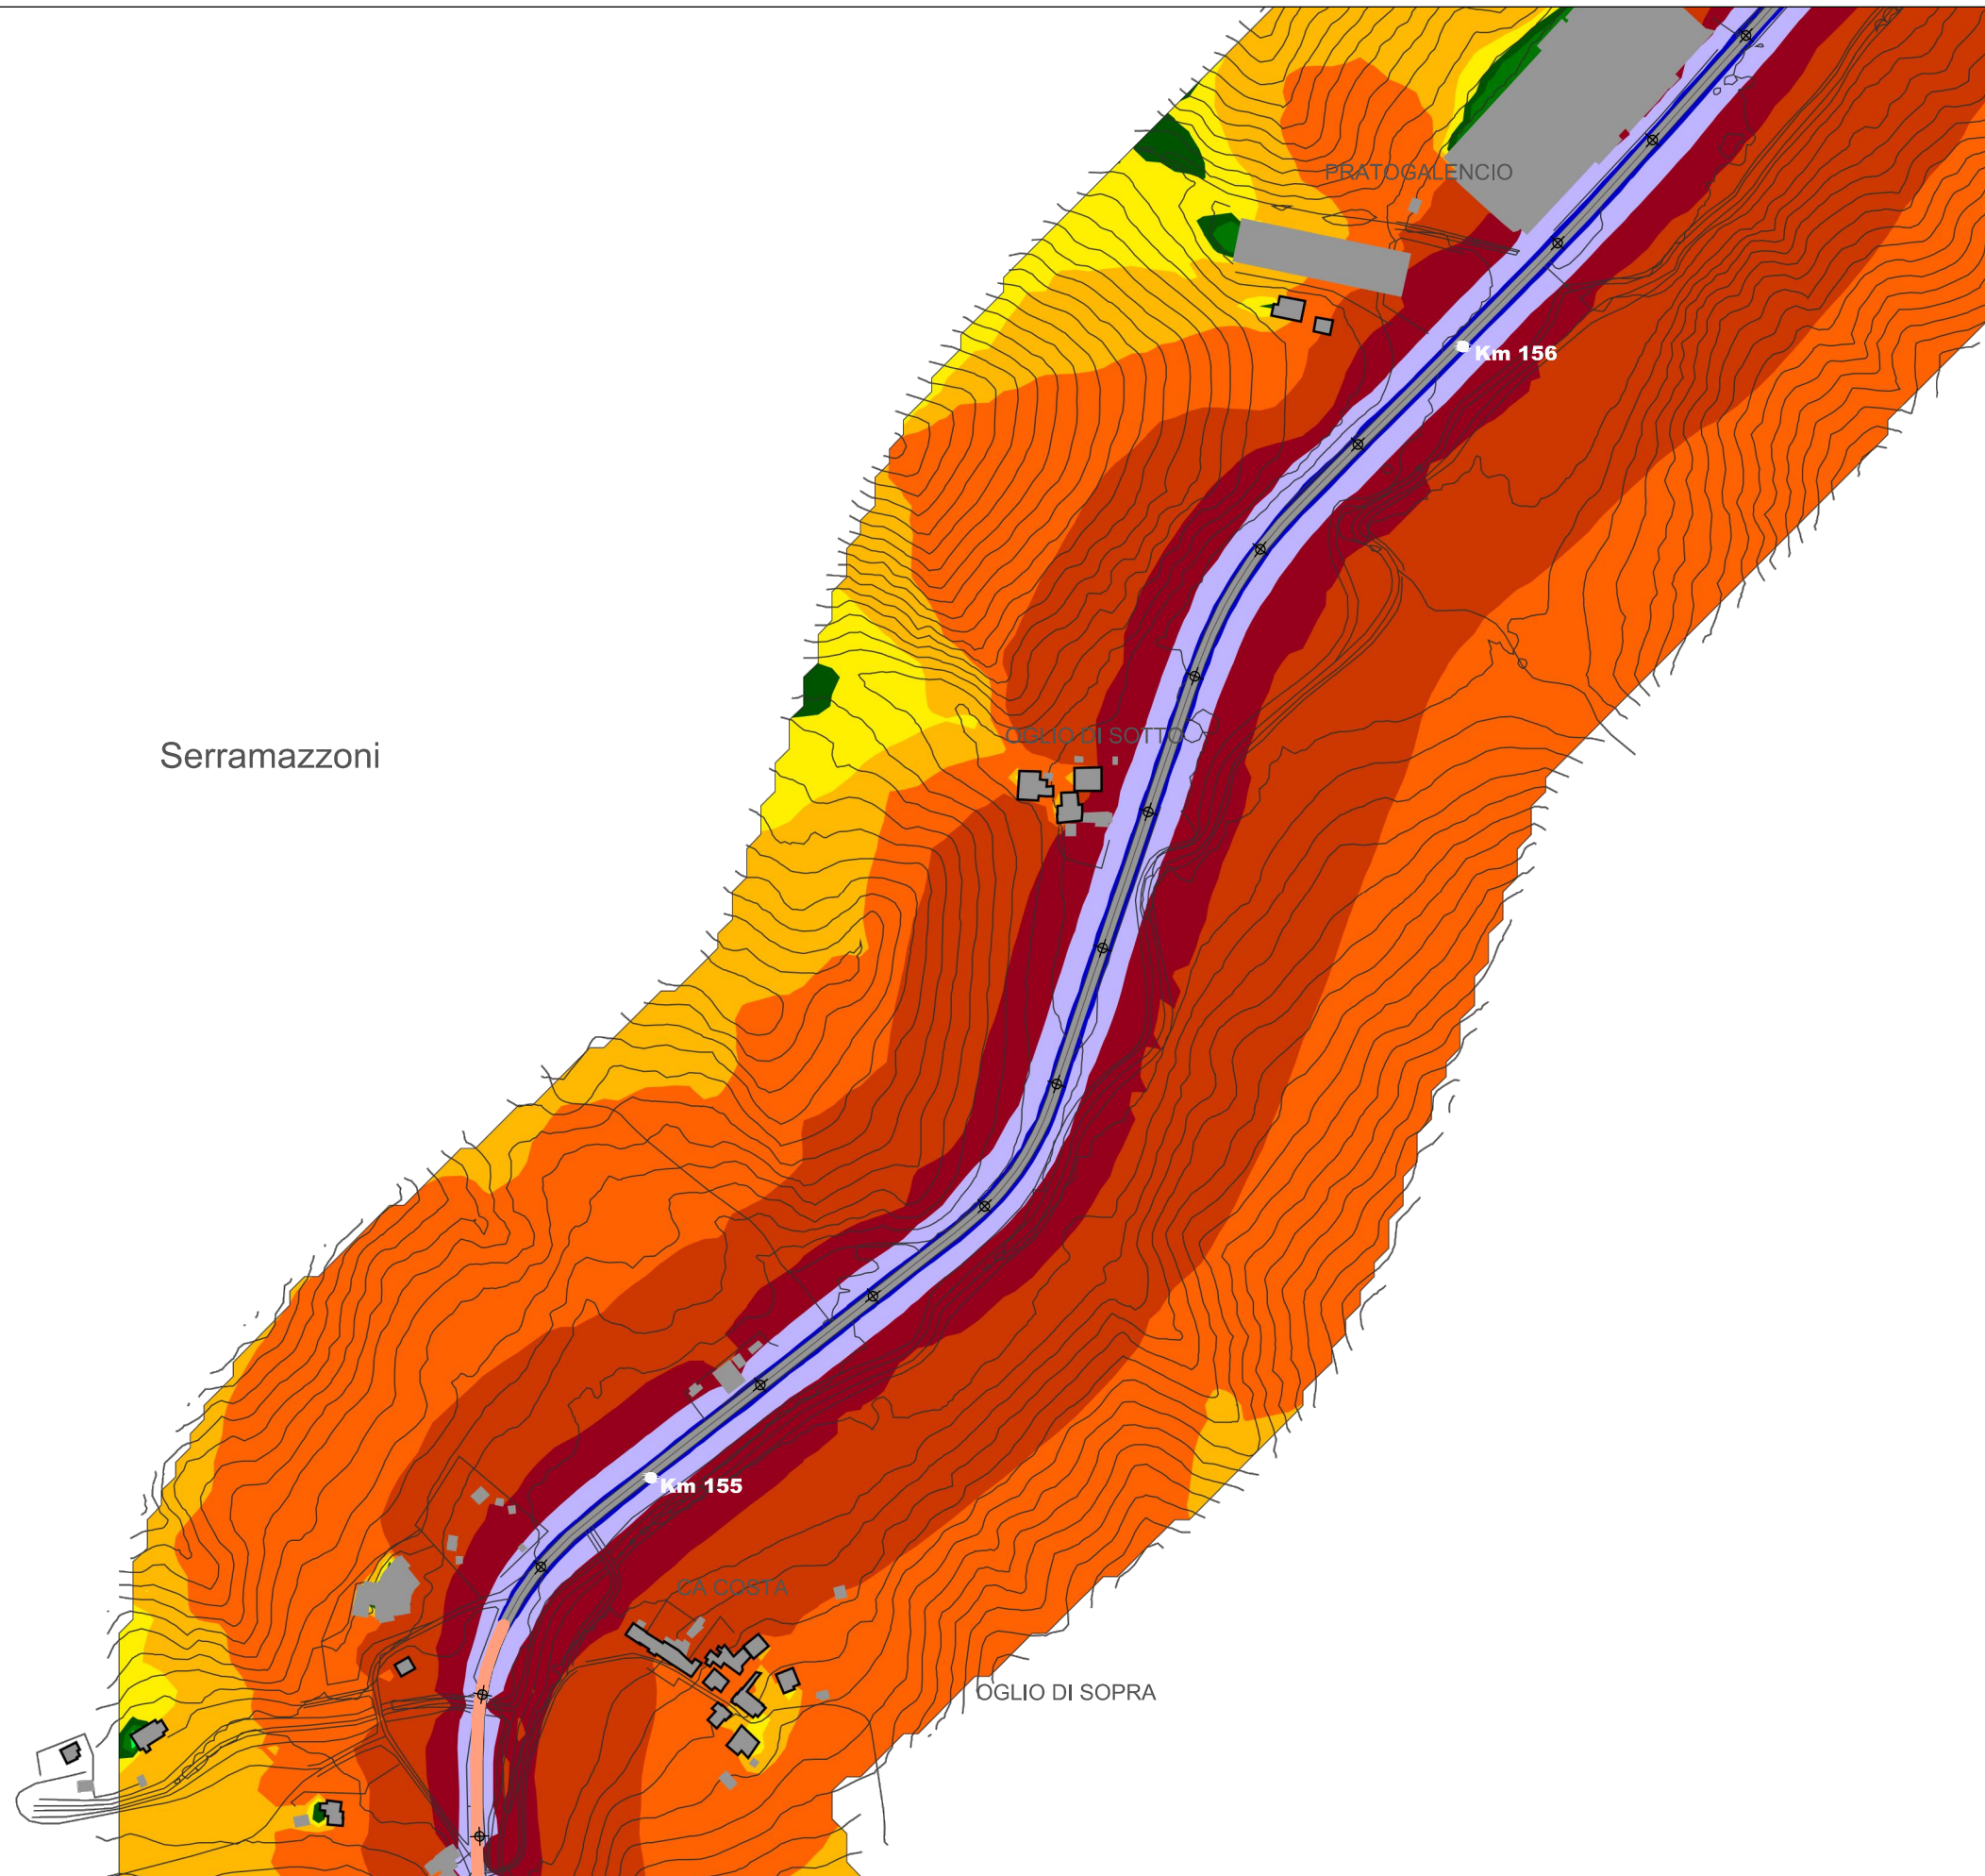 PRATOGALENCIO
Km 156
OGLIO DI SOTTO
Serramazzoni
Km 155
CA COSTA
OGLIO DI SOPRA